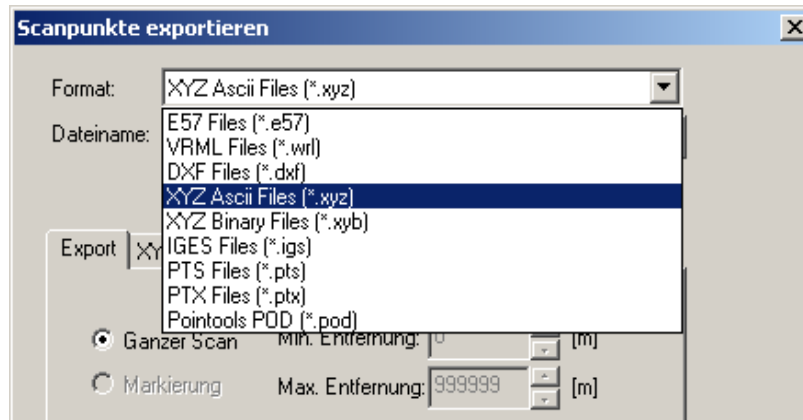 Scanpunkte exportieren
Format: XYZ Ascii Files (*.xyz)
Dateiname:
E57 Files (*.e57)
VRML Files (*.wrl)
DXF Files (*.dxf)
XYZ Ascii Files (*.xyz)
XYZ Binary Files (*.xyb)
IGES Files (*.igs)
PTS Files (*.pts)
PTX Files (*.ptx)
Pointools POD (*.pod)
Export XY
Ganzer Scan Min. Entfernung: 0 [m]
Markierung Max. Entfernung: 999999 [m]